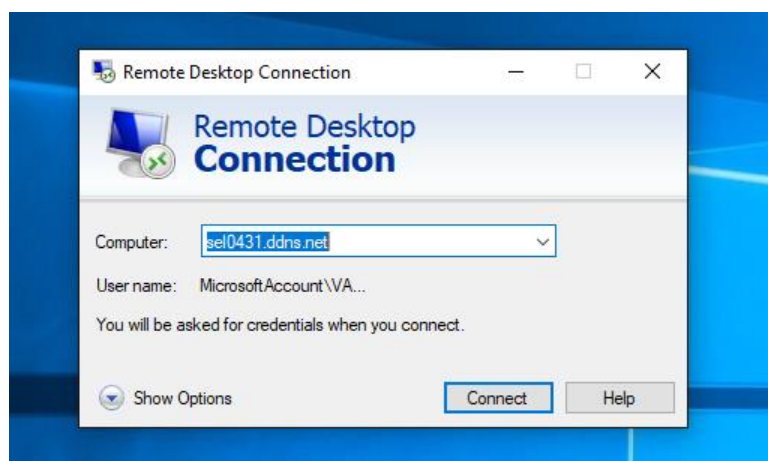 Remote Desktop Connection
Remote Desktop
Connection
Computer:
sel0431.ddns.net
User name:
MicrosoftAccount\VA...
You will be asked for credentials when you connect.
Show Options
Connect
Help